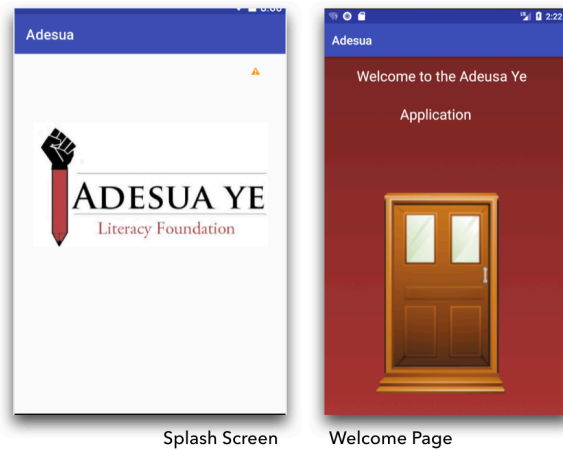 Adesua
ADESUA YE
Literacy Foundation
Splash Screen
2:22
Adesua
Welcome to the Adeusa Ye
Application
Welcome Page